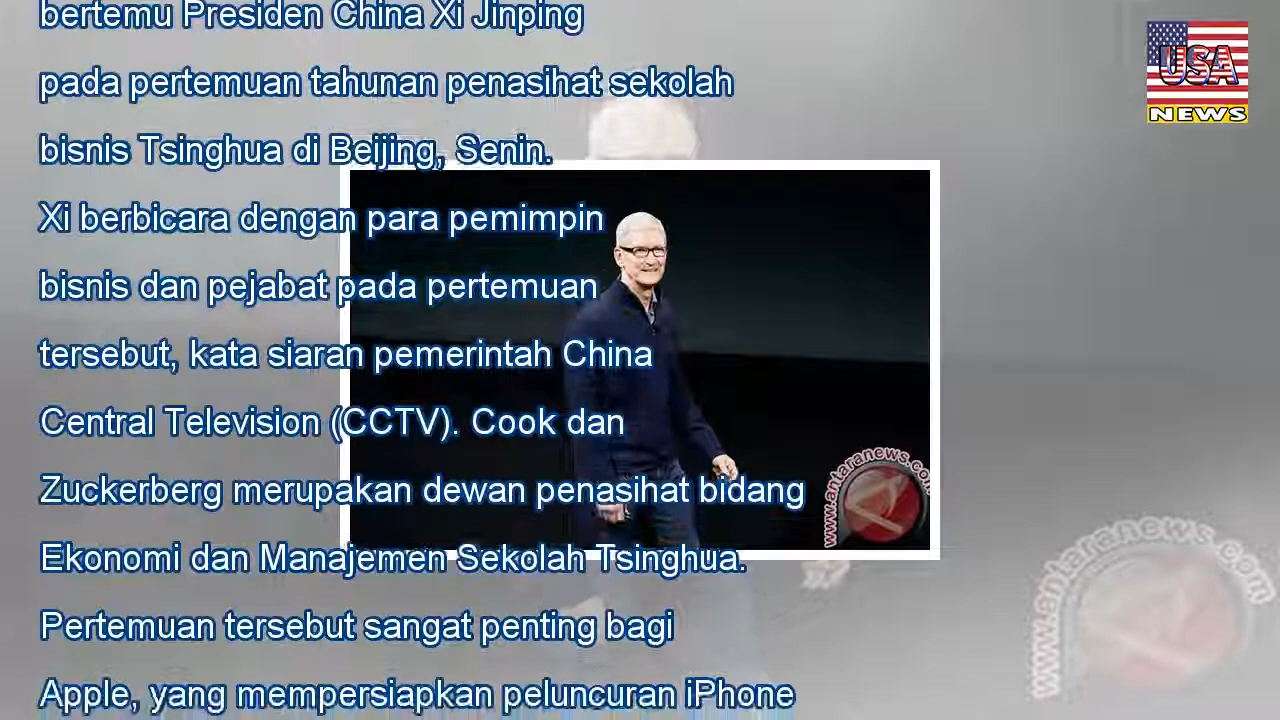 bertemu Presiden China Xi Jinping
pada pertemuan tahunan penasihat sekolah
bisnis Tsinghua di Beijing, Senin.
Xi berbicara dengan para pemimpin
bisnis dan pejabat pada pertemuan
tersebut, kata siaran pemerintah China
Central Television (CCTV). Cook dan
Zuckerberg merupakan dewan penasihat bidang
Ekonomi dan Manajemen Sekolah Tsinghua.
Pertemuan tersebut sangat penting bagi
Apple, yang mempersiapkan peluncuran iPhone
USA
NEWS
www.antaranews.com
www.antaranews.com